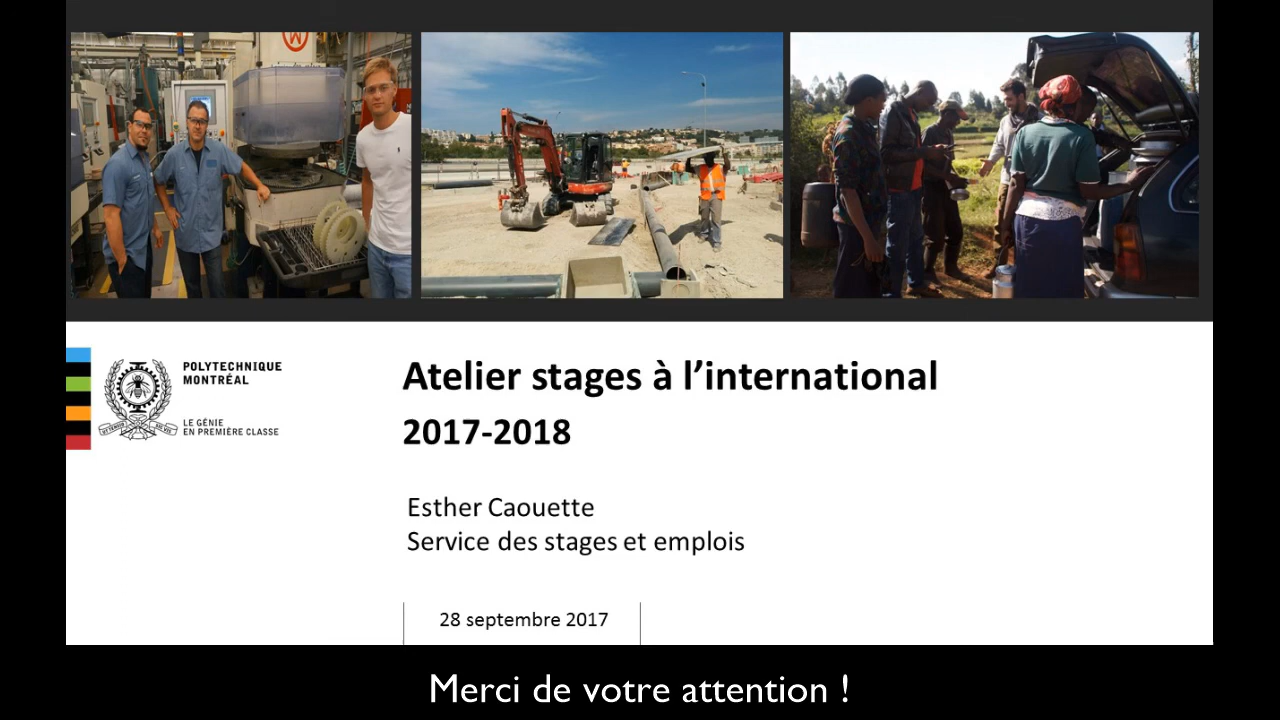 POLYTECHNIQUE
MONTRÉAL
LE GÉNIE
EN PREMIÈRE CLASSE
Atelier stages à l’international
2017-2018
Esther Caouette
Service des stages et emplois
28 septembre 2017
Merci de votre attention !